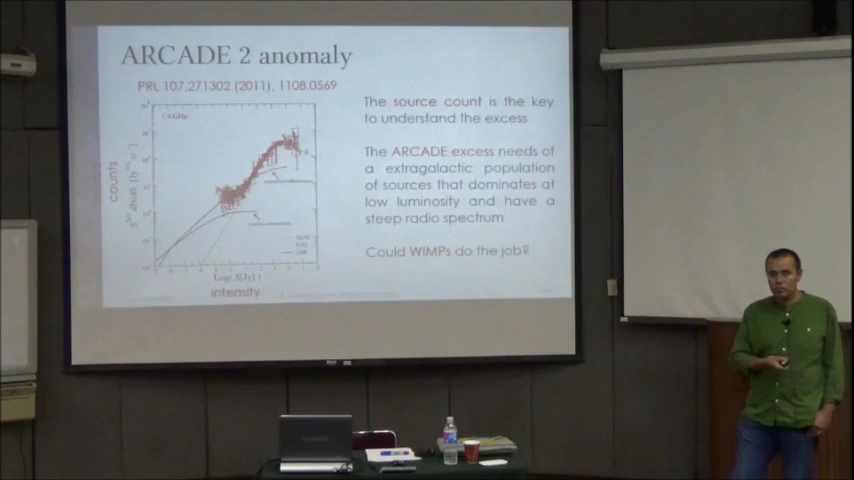 ARCADE 2 anomaly
PRL 107,271302 (2011), 1108.0569
The source count is the key
to understand the excess
The ARCADE excess needs of
a extragalactic population
of sources that dominates at
low luminosity and have a
steep radio spectrum
Could WIMPs do the job?
counts
Log( S[Jy] )
intensity